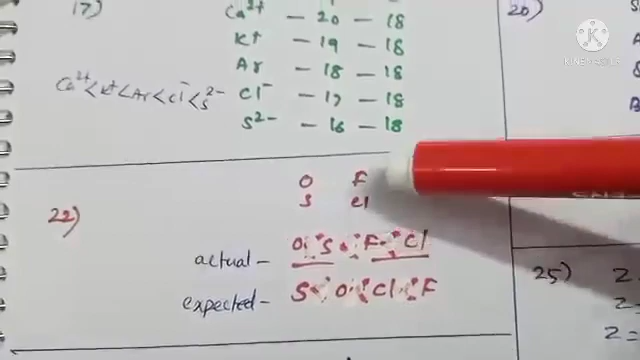 17)
Ca2+ – 20 – 18
K+ – 19 – 18
Ar – 18 – 18
Cl- – 17 – 18
S2- – 16 – 18
Ca2+ < K+ < Ar < Cl- < S2-
22)
O F
S Cl
actual – O < S < F < Cl
expected – S < O < Cl < F
20)
25) Z
Z =
KINEMASTER